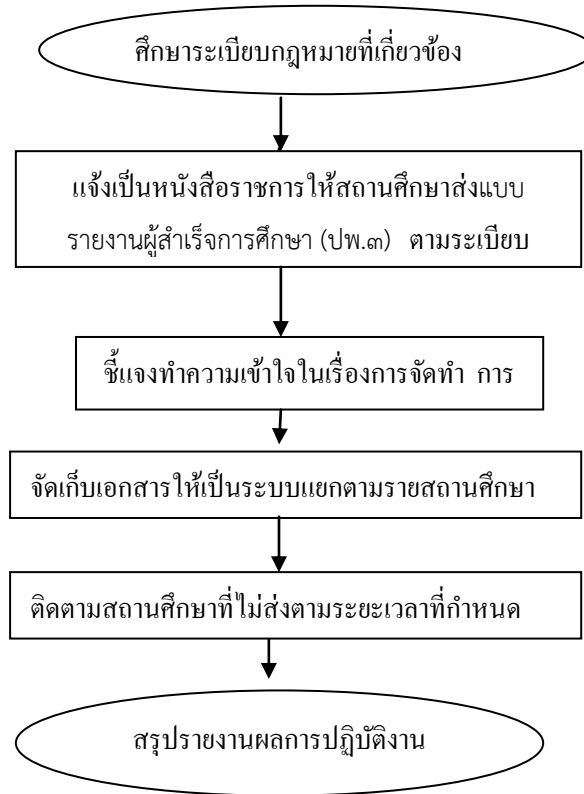 ศึกษาระเบียบกฎหมายที่เกี่ยวข้อง
แจ้งเป็นหนังสือราชการให้สถานศึกษาส่งแบบ
รายงานผู้สำเร็จการศึกษา (ปพ.๓) ตามระเบียบ
ชี้แจงทำความเข้าใจในเรื่องการจัดทำ การ
จัดเก็บเอกสารให้เป็นระบบแยกตามรายสถานศึกษา
ติดตามสถานศึกษาที่ไม่ส่งตามระยะเวลาที่กำหนด
สรุปรายงานผลการปฏิบัติงาน